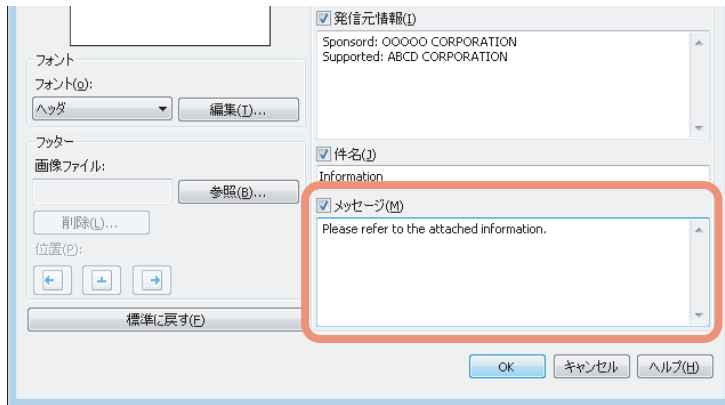 フォント
フォント(o):
ヘッダ
編集(I)...
フッター
画像ファイル:
参照(B)...
削除(L)...
位置(P):
標準に戻す(F)
発信元情報(I)
Sponsord: OOOOO CORPORATION
Supported: ABCD CORPORATION
件名(J)
Information
メッセージ(M)
Please refer to the attached information.
OK
キャンセル
ヘルプ(H)